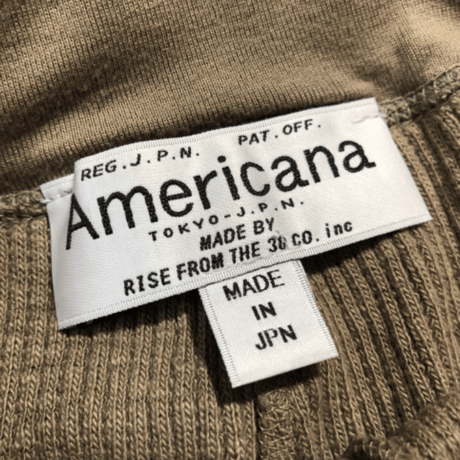 REG.J.P.N. PAT.OFF.
Americana
TOKYO-J.P.N.
MADE BY
RISE FROM THE 30 CO. inc
MADE
IN
JPN